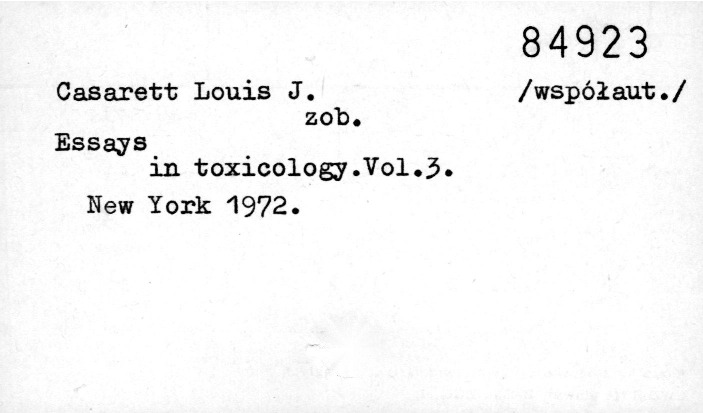 84923
Casarett Louis J. /współaut./
zob.
Essays
in toxicology.Vol.3.
New York 1972.